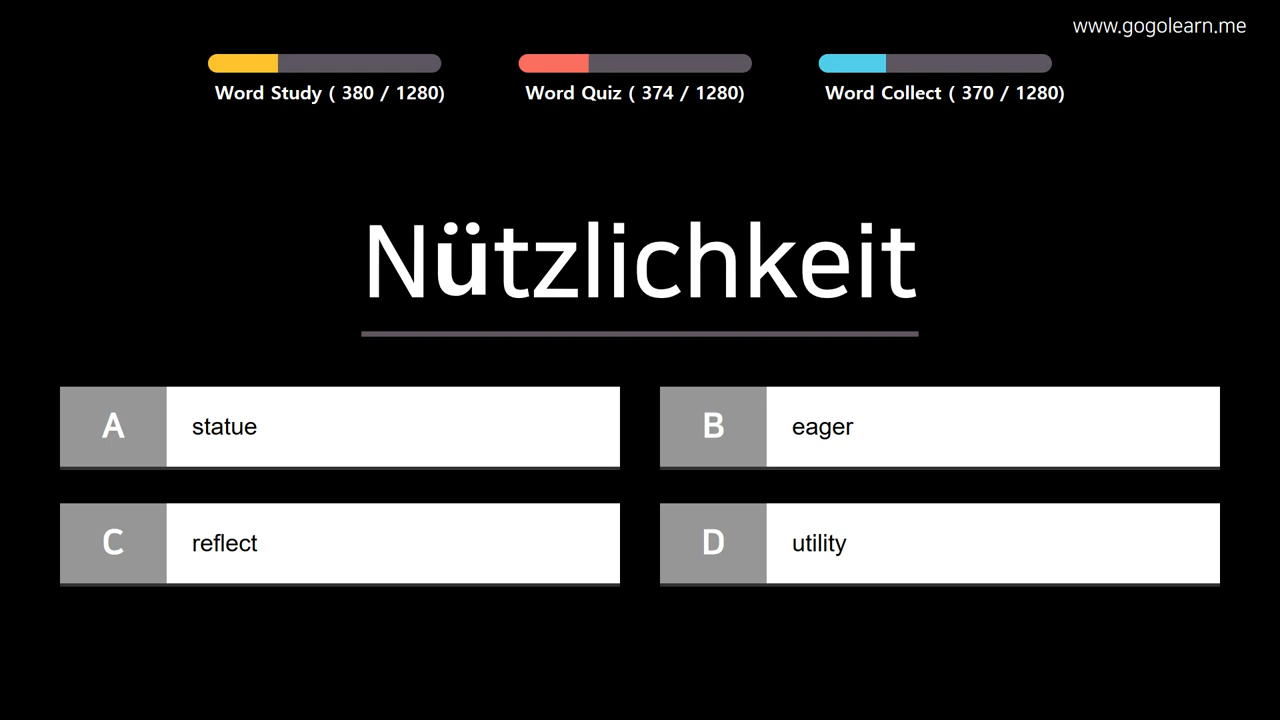 www.gogolearn.me
Word Study ( 380 / 1280)
Word Quiz ( 374 / 1280)
Word Collect ( 370 / 1280)
Nützlichkeit
A statue
B eager
C reflect
D utility